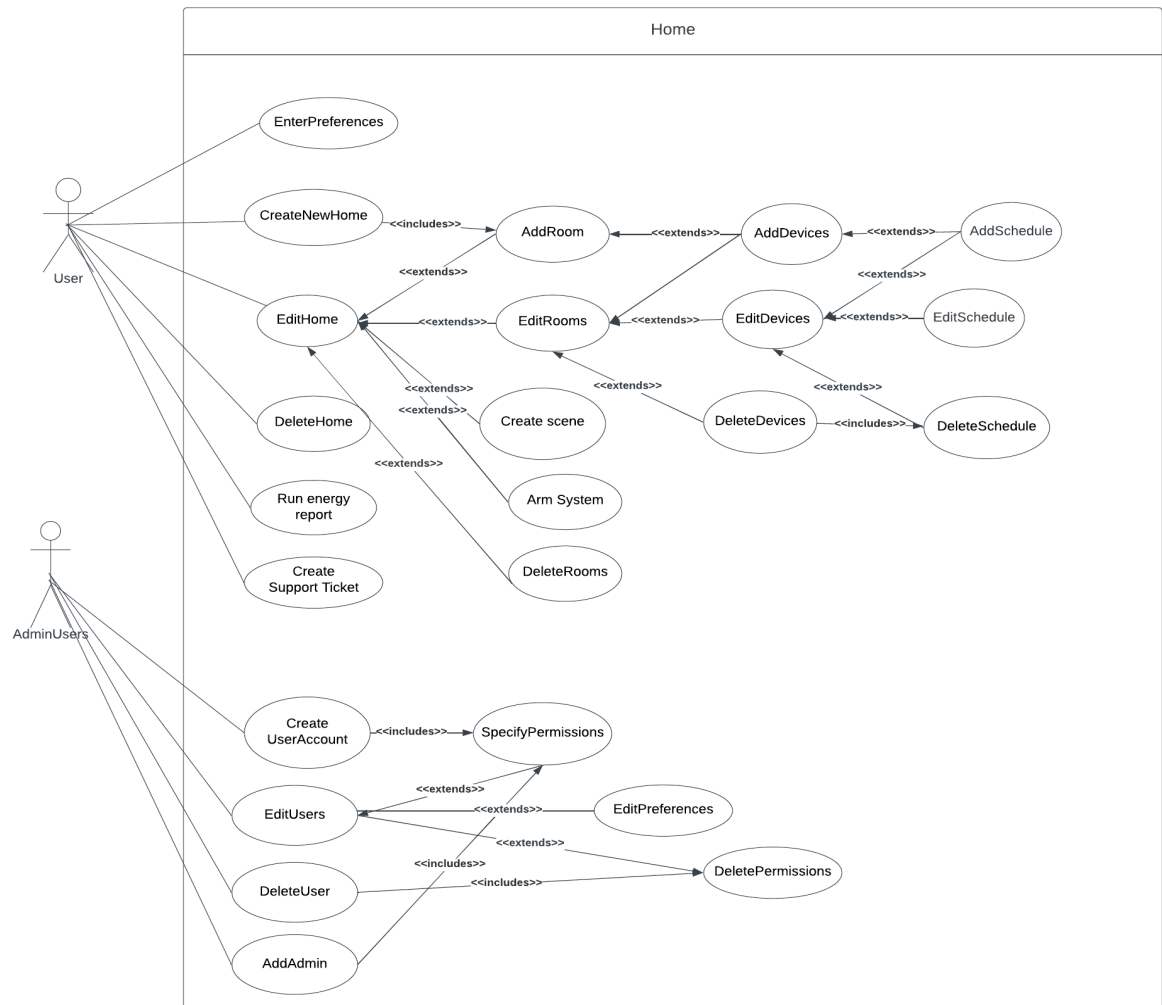 Home
EnterPreferences
CreateNewHome
<<includes>>
AddRoom
<<extends>>
AddDevices
<<extends>>
AddSchedule
User
<<extends>>
<<extends>>
EditHome
<<extends>>
EditRooms
<<extends>>
EditDevices
<<extends>>
EditSchedule
<<extends>>
<<extends>>
<<extends>>
<<extends>>
DeleteHome
Create scene
DeleteDevices
<<includes>>
DeleteSchedule
<<extends>>
Run energy
report
Arm System
Create
Support Ticket
DeleteRooms
AdminUsers
Create
UserAccount
<<includes>>
SpecifyPermissions
<<extends>>
EditUsers
<<extends>>
EditPreferences
<<extends>>
<<includes>>
DeletePermissions
DeleteUser
<<includes>>
AddAdmin